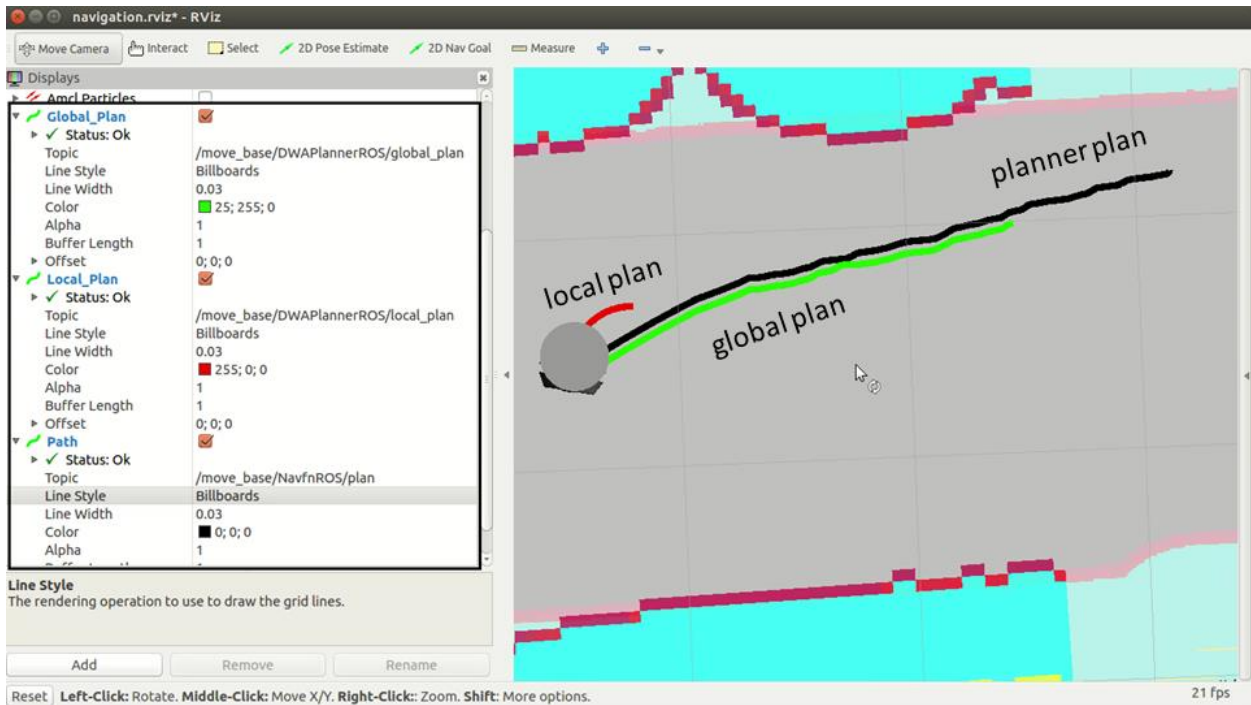 navigation.rviz* - RViz
Move Camera Interact Select 2D Pose Estimate 2D Nav Goal Measure
Displays
Amcl Particles
Global_Plan
Status: Ok
Topic /move_base/DWAPlannerROS/global_plan
Line Style Billboards
Line Width 0.03
Color 25; 255; 0
Alpha 1
Buffer Length 1
Offset 0; 0; 0
Local_Plan
Status: Ok
Topic /move_base/DWAPlannerROS/local_plan
Line Style Billboards
Line Width 0.03
Color 255; 0; 0
Alpha 1
Buffer Length 1
Offset 0; 0; 0
Path
Status: Ok
Topic /move_base/NavfnROS/plan
Line Style Billboards
Line Width 0.03
Color 0; 0; 0
Alpha 1
Line Style
The rendering operation to use to draw the grid lines.
Add Remove Rename
planner plan
local plan
global plan
Reset Left-Click: Rotate. Middle-Click: Move X/Y. Right-Click:: Zoom. Shift: More options.
21 fps